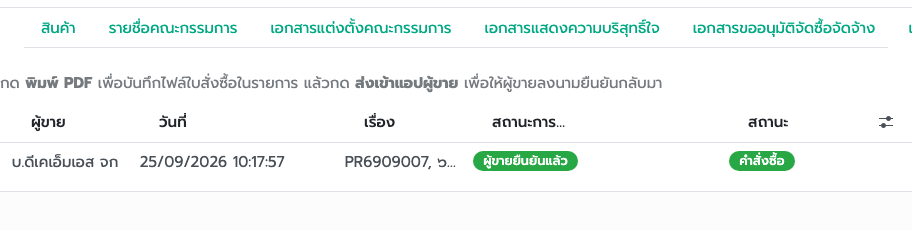 สินค้า รายชื่อคณะกรรมการ เอกสารแต่งตั้งคณะกรรมการ เอกสารแสดงความบริสุทธิ์ใจ เอกสารขออนุมัติจัดซื้อจัดจ้าง
กด พิมพ์ PDF เพื่อบันทึกไฟล์ใบสั่งซื้อในรายการ แล้วกด ส่งเข้าแอปผู้ขาย เพื่อให้ผู้ขายลงนามยืนยันกลับมา
ผู้ขาย วันที่ เรื่อง สถานะการ... สถานะ
บ.ดีเคเอ็มเอส จก 25/09/2026 10:17:57 PR6909007, ๖... ผู้ขายยืนยันแล้ว คำสั่งซื้อ